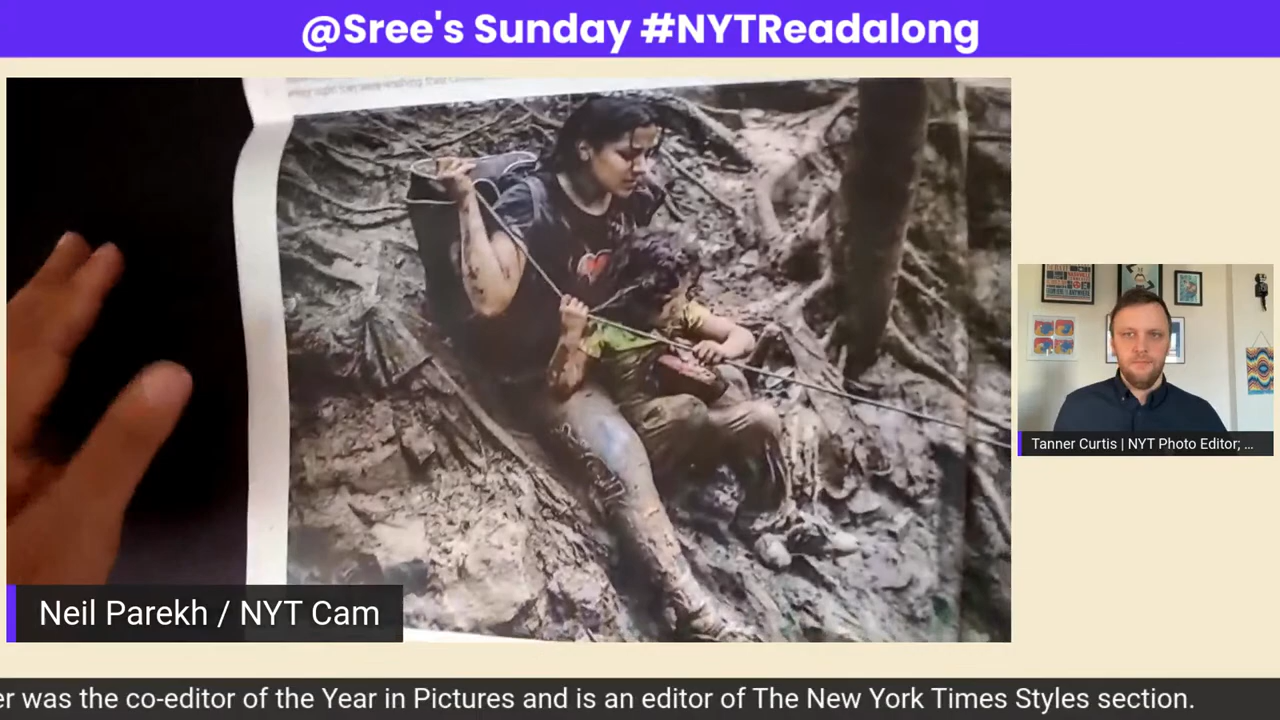 @Sree's Sunday #NYTReadalong
Neil Parekh / NYT Cam
Tanner Curtis | NYT Photo Editor; ...
er was the co-editor of the Year in Pictures and is an editor of The New York Times Styles section.